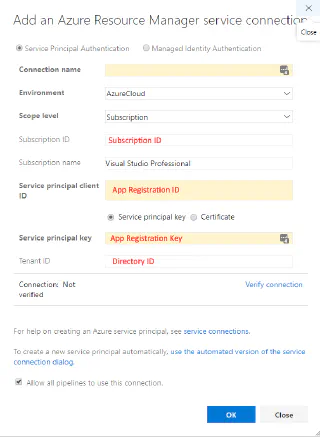 Add an Azure Resource Manager service connection
Close
Service Principal Authentication Managed Identity Authentication
Connection name
Environment AzureCloud
Scope level Subscription
Subscription ID Subscription ID
Subscription name Visual Studio Professional
Service principal client
ID
App Registration ID
Service principal key Certificate
Service principal key App Registration Key
Tenant ID Directory ID
Connection: Not
verified
Verify connection
For help on creating an Azure service principal, see service connections.
To create a new service principal automatically, use the automated version of the service
connection dialog.
Allow all pipelines to use this connection.
OK Close